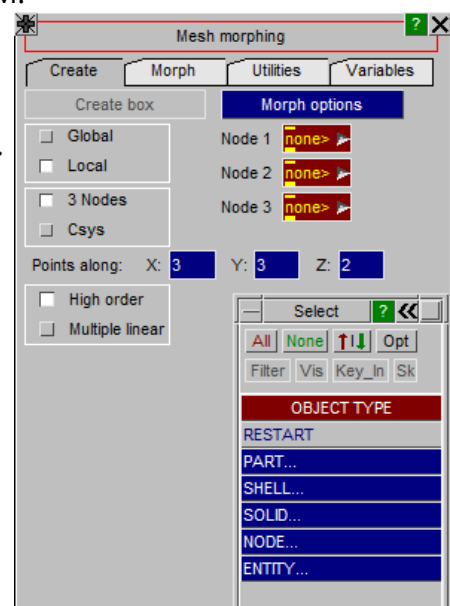 Mesh morphing ?
Create Morph Utilities Variables
Create box Morph options
Global
Local
Node 1 none>
Node 2 none>
Node 3 none>
3 Nodes
Csys
Points along: X: 3 Y: 3 Z: 2
High order
Multiple linear
Select ?
All None Opt
Filter Vis Key_In Sk
OBJECT TYPE
RESTART
PART...
SHELL...
SOLID...
NODE...
ENTITY...